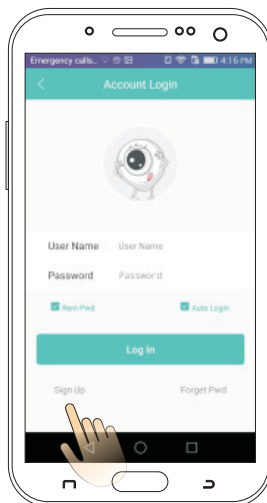 Emergency calls... 4:16 PM
Account Login
User Name User Name
Password Password
Rem Pwd Auto Login
Log In
Sign Up Forget Pwd